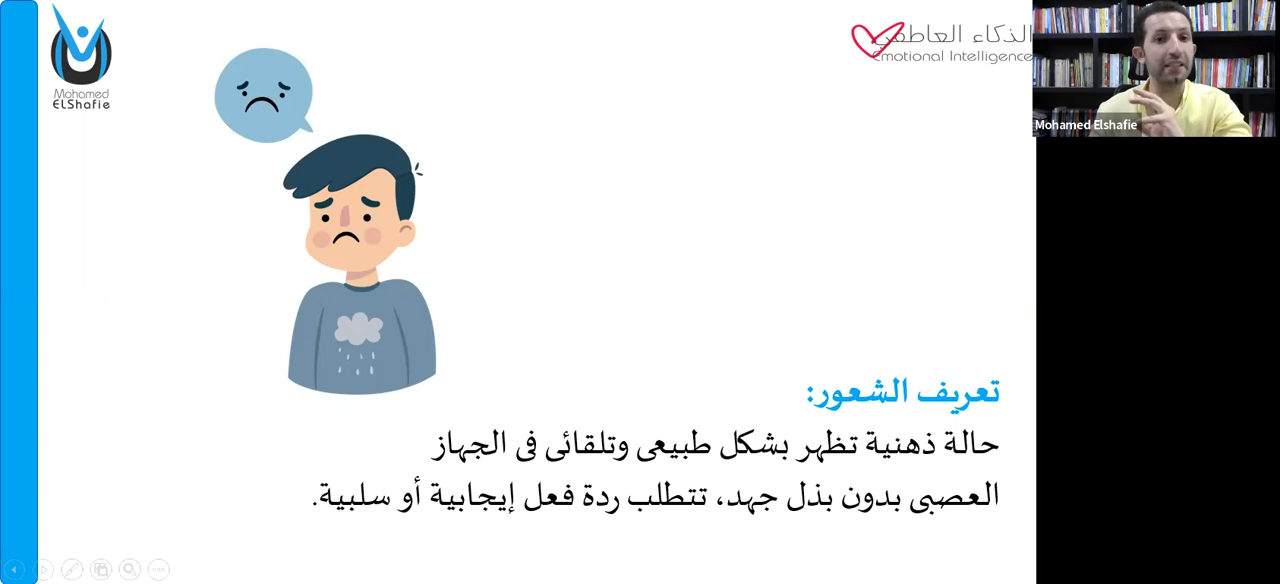 Mohamed
ELShafie
الذكاء العاطفي
Emotional Intelligence
Mohamed Elshafie
تعريف الشعور:
حالة ذهنية تظهر بشكل طبيعى وتلقائى فى الجهاز
العصبى بدون بذل جهد، تتطلب ردة فعل إيجابية أو سلبية.